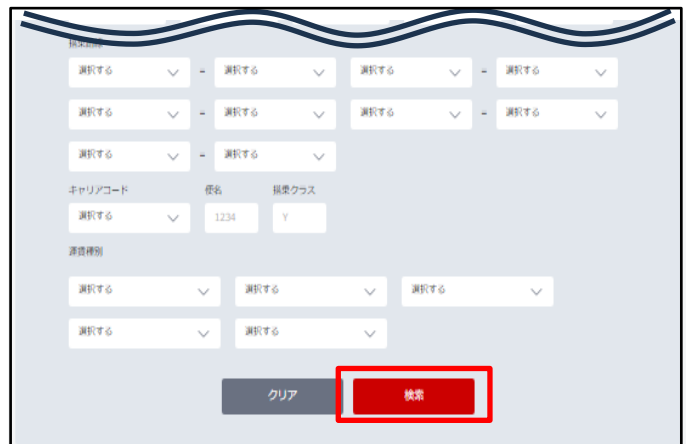 選択する - 選択する 選択する - 選択する
選択する - 選択する 選択する - 選択する
選択する - 選択する
キャリアコード 便名 搭乗クラス
選択する 1234 Y
運賃種別
選択する 選択する 選択する
選択する 選択する
クリア 検索